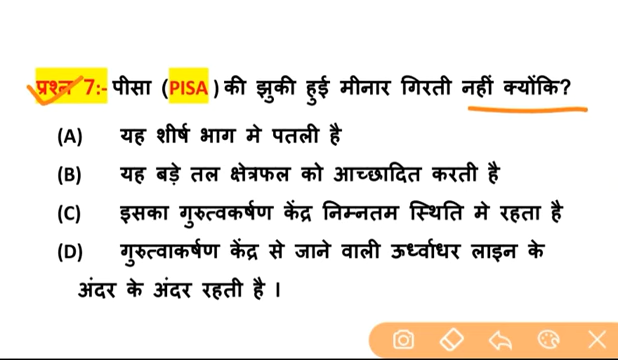 प्रश्न 7:- पीसा (PISA) की झुकी हुई मीनार गिरती नहीं क्योंकि?
(A) यह शीर्ष भाग मे पतली है
(B) यह बड़े तल क्षेत्रफल को आच्छादित करती है
(C) इसका गुरुत्वकर्षण केंद्र निम्नतम स्थिति मे रहता है
(D) गुरुत्वाकर्षण केंद्र से जाने वाली ऊर्ध्वाधर लाइन के
अंदर के अंदर रहती है ।